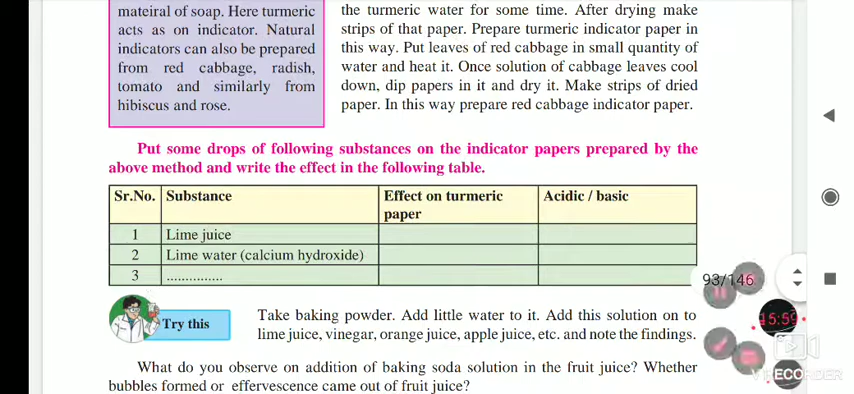 mateiral of soap. Here turmeric
acts as on indicator. Natural
indicators can also be prepared
from red cabbage, radish,
tomato and similarly from
hibiscus and rose.
the turmeric water for some time. After drying make
strips of that paper. Prepare turmeric indicator paper in
this way. Put leaves of red cabbage in small quantity of
water and heat it. Once solution of cabbage leaves cool
down, dip papers in it and dry it. Make strips of dried
paper. In this way prepare red cabbage indicator paper.
Put some drops of following substances on the indicator papers prepared by the
above method and write the effect in the following table.
Sr.No. Substance Effect on turmeric paper Acidic / basic
1 Lime juice
2 Lime water (calcium hydroxide)
3 ...............
93/146
Try this
Take baking powder. Add little water to it. Add this solution on to
lime juice, vinegar, orange juice, apple juice, etc. and note the findings.
15:59
What do you observe on addition of baking soda solution in the fruit juice? Whether
bubbles formed or effervescence came out of fruit juice?
RECORDER